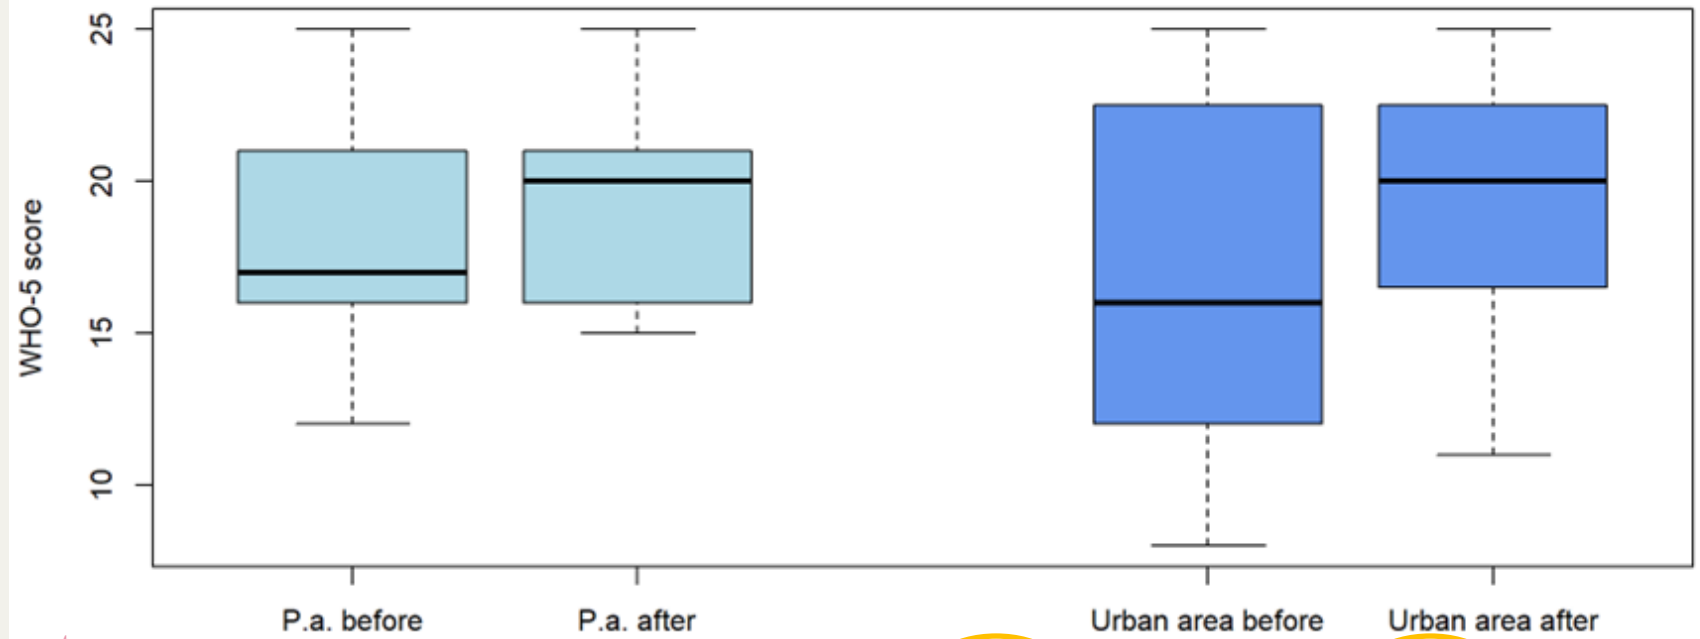 WHO-5 score
25
20
15
10
P.a. before
P.a. after
Urban area before
Urban area after